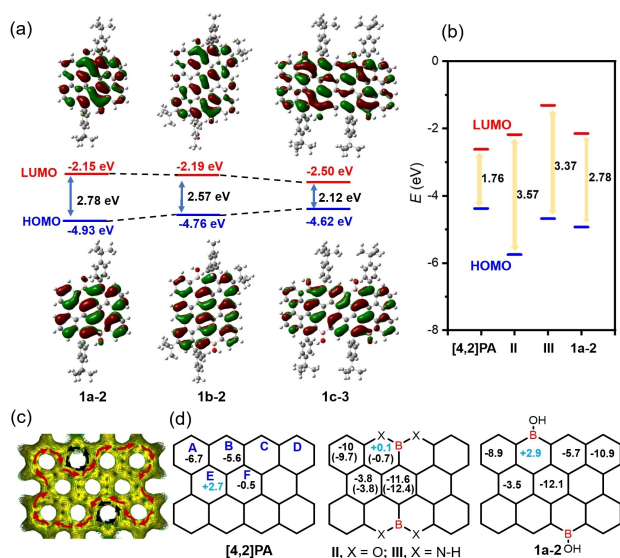 (a)
LUMO
-2.15 eV
-2.19 eV
-2.50 eV
2.78 eV
2.57 eV
2.12 eV
HOMO
-4.93 eV
-4.76 eV
-4.62 eV
1a-2
1b-2
1c-3
(b)
0
-2
-4
-6
-8
E (eV)
LUMO
1.76
3.57
3.37
2.78
HOMO
[4,2]PA
II
III
1a-2
(c)
(d)
A
B
C
D
-6.7
-5.6
E
F
+2.7
-0.5
[4,2]PA
X
X
B
-10
(-9.7)
+0.1
(-0.7)
-3.8
(-3.8)
-11.6
(-12.4)
B
X
X
II, X = O; III, X = N-H
OH
B
-8.9
+2.9
-5.7
-10.9
-3.5
-12.1
B
OH
1a-2